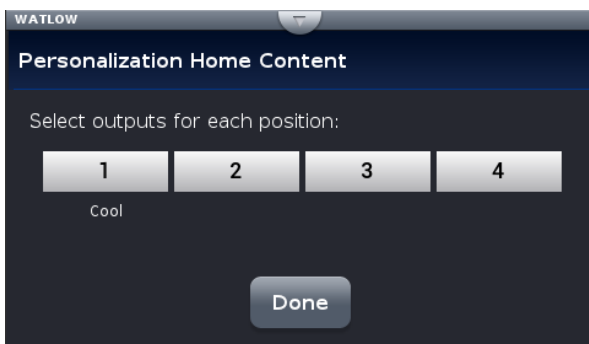 WATLOW
Personalization Home Content
Select outputs for each position:
1 2 3 4
Cool
Done